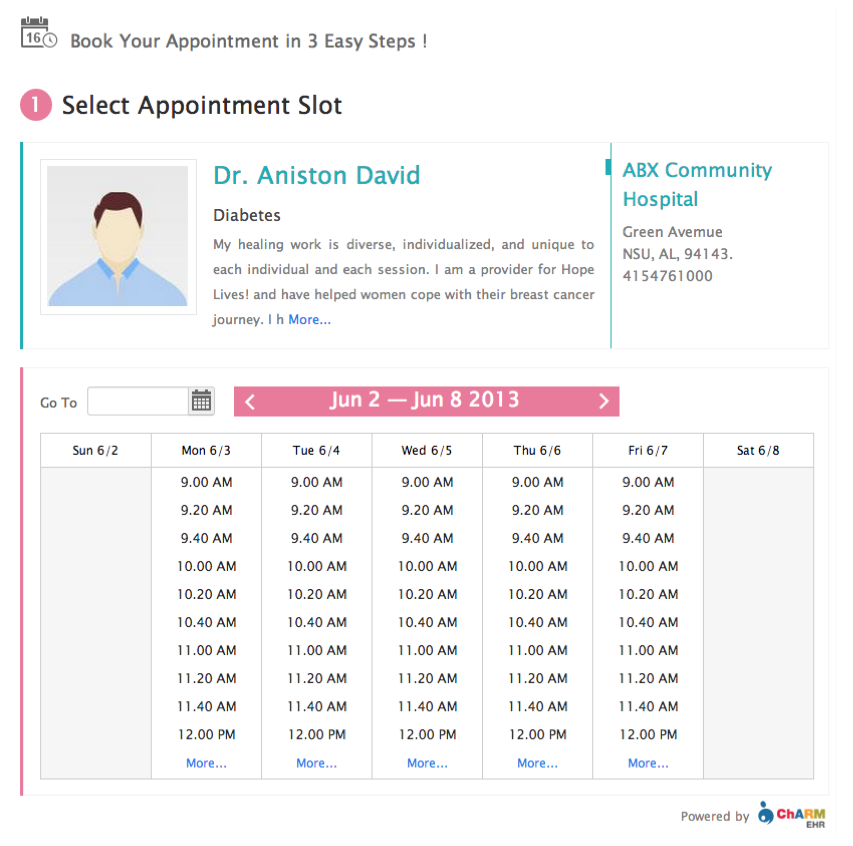 16
Book Your Appointment in 3 Easy Steps !
1
Select Appointment Slot
Dr. Aniston David
Diabetes
My healing work is diverse, individualized, and unique to
each individual and each session. I am a provider for Hope
Lives! and have helped women cope with their breast cancer
journey. I h More...
ABX Community
Hospital
Green Avenue
NSU, AL, 94143.
4154761000
Go To
Jun 2 — Jun 8 2013
Sun 6/2 Mon 6/3 Tue 6/4 Wed 6/5 Thu 6/6 Fri 6/7 Sat 6/8
9.00 AM 9.00 AM 9.00 AM 9.00 AM 9.00 AM
9.20 AM 9.20 AM 9.20 AM 9.20 AM 9.20 AM
9.40 AM 9.40 AM 9.40 AM 9.40 AM 9.40 AM
10.00 AM 10.00 AM 10.00 AM 10.00 AM 10.00 AM
10.20 AM 10.20 AM 10.20 AM 10.20 AM 10.20 AM
10.40 AM 10.40 AM 10.40 AM 10.40 AM 10.40 AM
11.00 AM 11.00 AM 11.00 AM 11.00 AM 11.00 AM
11.20 AM 11.20 AM 11.20 AM 11.20 AM 11.20 AM
11.40 AM 11.40 AM 11.40 AM 11.40 AM 11.40 AM
12.00 PM 12.00 PM 12.00 PM 12.00 PM 12.00 PM
More... More... More... More... More...
Powered by ChARM
EHR